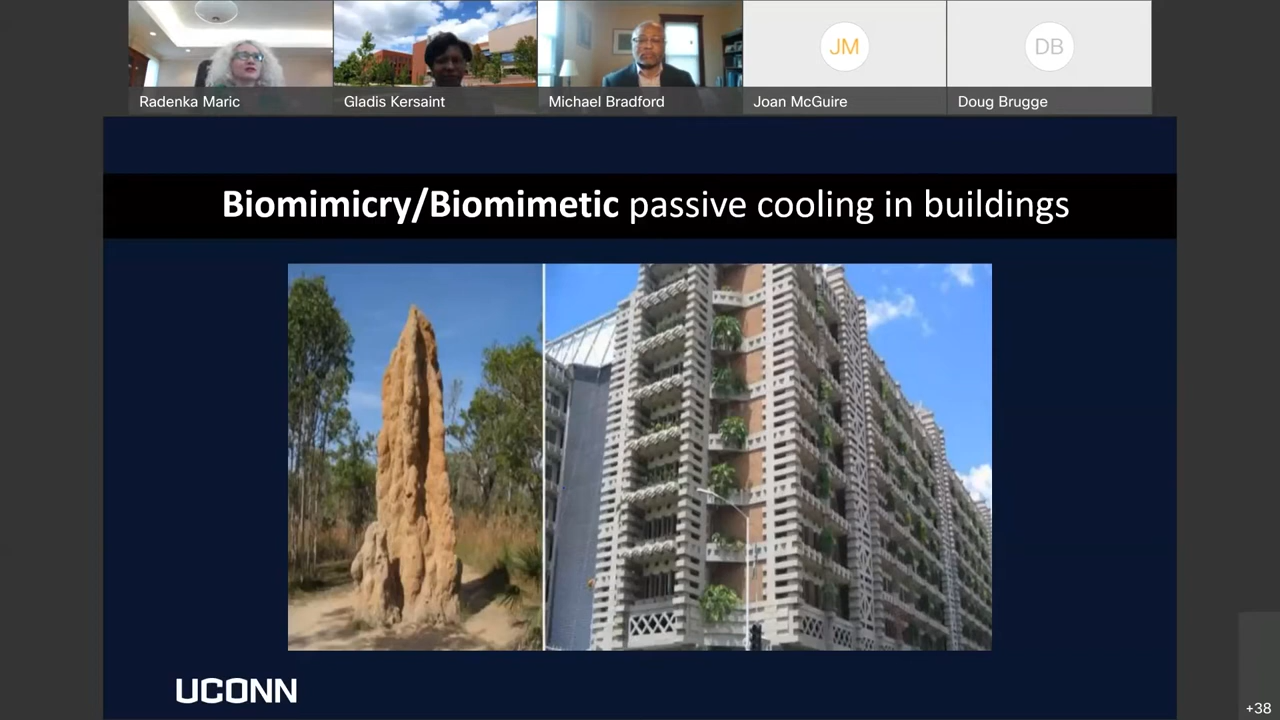 Radenka Maric
Gladis Kersaint
Michael Bradford
JM
Joan McGuire
DB
Doug Brugge
Biomimicry/Biomimetic passive cooling in buildings
UCONN
+38